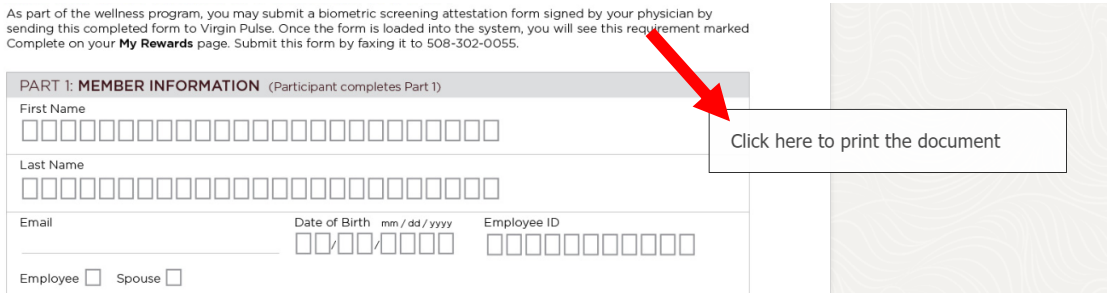 As part of the wellness program, you may submit a biometric screening attestation form signed by your physician by
sending this completed form to Virgin Pulse. Once the form is loaded into the system, you will see this requirement marked
Complete on your My Rewards page. Submit this form by faxing it to 508-302-0055.
PART 1: MEMBER INFORMATION (Participant completes Part 1)
First Name
Click here to print the document
Last Name
Email Date of Birth mm / dd / yyyy Employee ID
/ /
Employee Spouse